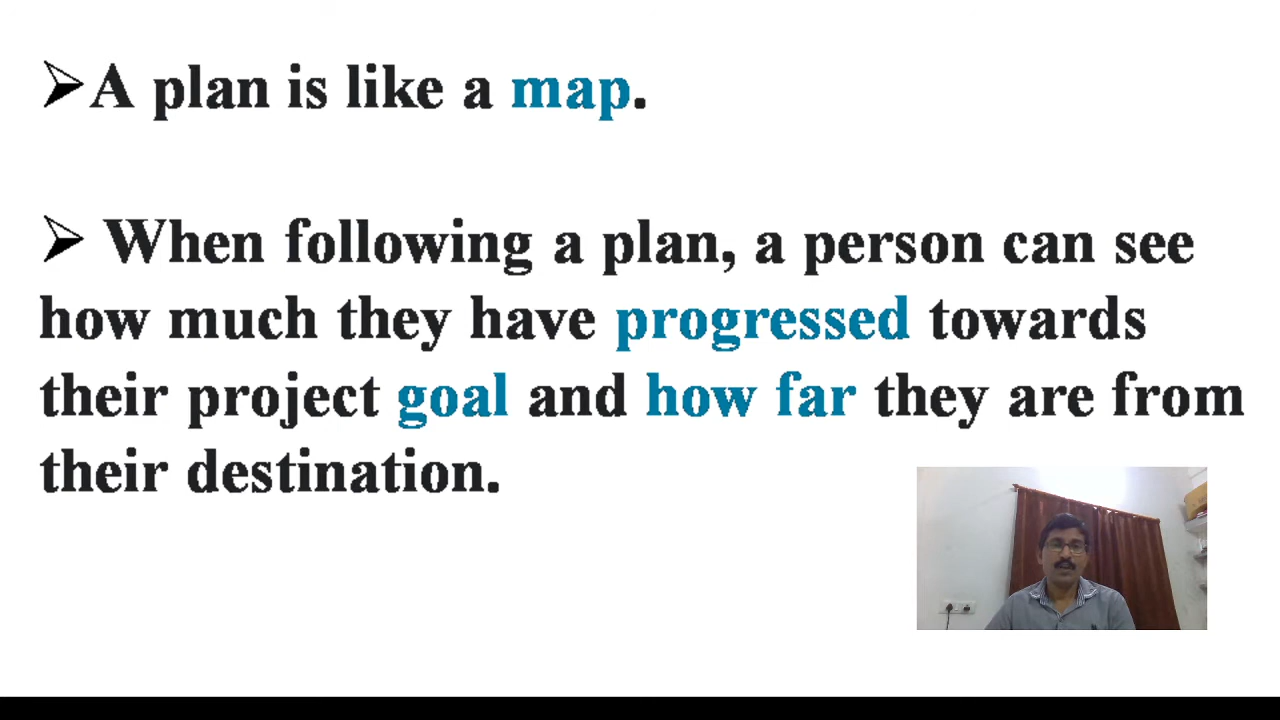 ➢A plan is like a map.
➢ When following a plan, a person can see
how much they have progressed towards
their project goal and how far they are from
their destination.